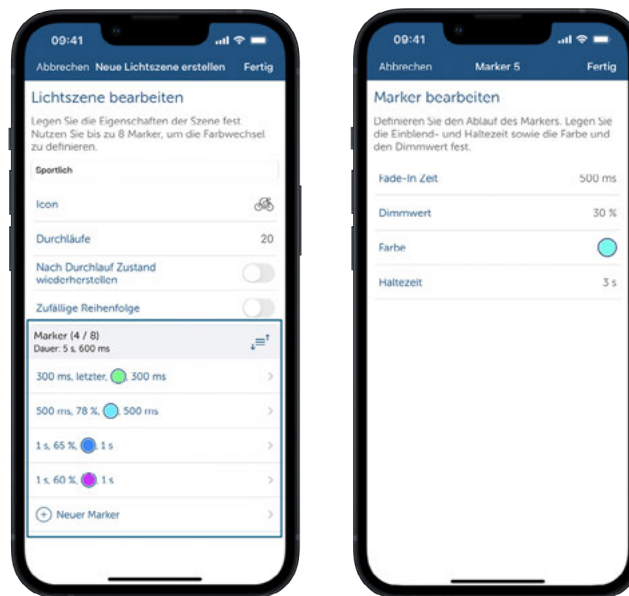 09:41
Abbrechen Neue Lichtszene erstellen Fertig
Lichtszene bearbeiten
Legen Sie die Eigenschaften der Szene fest.
Nutzen Sie bis zu 8 Marker, um die Farbwechsel
zu definieren.
Sportlich
Icon
Durchläufe 20
Nach Durchlauf Zustand
wiederherstellen
Zufällige Reihenfolge
Marker (4 / 8)
Dauer: 5 s, 600 ms
300 ms, letzter, , 300 ms
500 ms, 78 %, , 500 ms
1 s, 65 %, , 1 s
1 s, 60 %, , 1 s
Neuer Marker
09:41
Abbrechen Marker 5 Fertig
Marker bearbeiten
Definieren Sie den Ablauf des Markers. Legen Sie
die Einblend- und Haltezeit sowie die Farbe und
den Dimmwert fest.
Fade-In Zeit 500 ms
Dimmwert 30 %
Farbe
Haltezeit 3 s